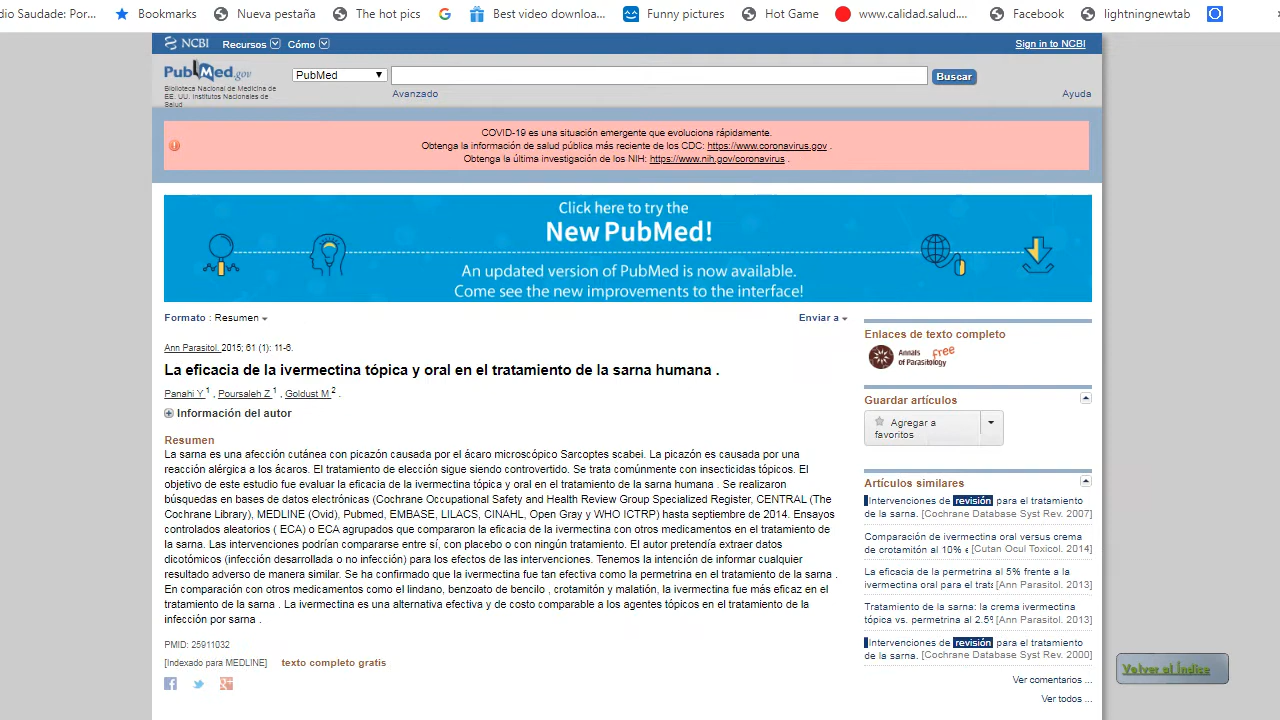 dio Saudade: Por... Bookmarks Nueva pestaña The hot pics G Best video downloa... Funny pictures Hot Game www.calidad.salud.... Facebook lightningnewtab
NCBI Recursos Cómo Sign in to NCBI
PubMed.gov PubMed Buscar
Biblioteca Nacional de Medicina de
EE. UU. Institutos Nacionales de
Salud
Avanzado Ayuda
COVID-19 es una situación emergente que evoluciona rápidamente.
Obtenga la información de salud pública más reciente de los CDC: https://www.coronavirus.gov .
Obtenga la última investigación de los NIH: https://www.nih.gov/coronavirus .
Click here to try the
New PubMed!
An updated version of PubMed is now available.
Come see the new improvements to the interface!
Formato : Resumen Enviar a
Ann Parasitol. 2015; 61 (1): 11-6.
La eficacia de la ivermectina tópica y oral en el tratamiento de la sarna humana .
Panahi Y 1 , Poursaleh Z 1 , Goldust M 2 .
Información del autor
Resumen
La sarna es una afección cutánea con picazón causada por el ácaro microscópico Sarcoptes scabei. La picazón es causada por una
reacción alérgica a los ácaros. El tratamiento de elección sigue siendo controvertido. Se trata comúnmente con insecticidas tópicos. El
objetivo de este estudio fue evaluar la eficacia de la ivermectina tópica y oral en el tratamiento de la sarna humana . Se realizaron
búsquedas en bases de datos electrónicas (Cochrane Occupational Safety and Health Review Group Specialized Register, CENTRAL (The
Cochrane Library), MEDLINE (Ovid), Pubmed, EMBASE, LILACS, CINAHL, Open Gray y WHO ICTRP) hasta septiembre de 2014. Ensayos
controlados aleatorios ( ECA) o ECA agrupados que compararon la eficacia de la ivermectina con otros medicamentos en el tratamiento de
la sarna. Las intervenciones podrían compararse entre sí, con placebo o con ningún tratamiento. El autor pretendía extraer datos
dicotómicos (infección desarrollada o no infección) para los efectos de las intervenciones. Tenemos la intención de informar cualquier
resultado adverso de manera similar. Se ha confirmado que la ivermectina fue tan efectiva como la permetrina en el tratamiento de la sarna .
En comparación con otros medicamentos como el lindano, benzoato de bencilo , crotamitón y malatión, la ivermectina fue más eficaz en el
tratamiento de la sarna . La ivermectina es una alternativa efectiva y de costo comparable a los agentes tópicos en el tratamiento de la
infección por sarna .
PMID: 25911032
[Indexado para MEDLINE] texto completo gratis
Enlaces de texto completo
Annals of Parasitology free
Guardar artículos
Agregar a
favoritos
Artículos similares
Intervenciones de revisión para el tratamiento
de la sarna. [Cochrane Database Syst Rev. 2007]
Comparación de ivermectina oral versus crema
de crotamitón al 10% e [Cutan Ocul Toxicol. 2014]
La eficacia de la permetrina al 5% frente a la
ivermectina oral para el trata [Ann Parasitol. 2013]
Tratamiento de la sarna: la crema ivermectina
tópica vs. permetrina al 2.5% [Ann Parasitol. 2013]
Intervenciones de revisión para el tratamiento
de la sarna. [Cochrane Database Syst Rev. 2000]
Ver comentarios ...
Ver todos ...
Volver al Índice